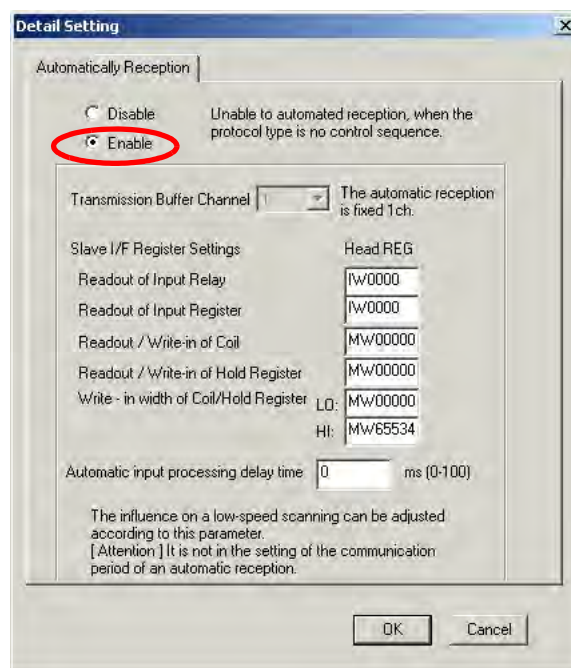 Detail Setting
Automatically Reception
Disable
Unable to automated reception, when the
protocol type is no control sequence.
Enable
Transmission Buffer Channel 1
The automatic reception
is fixed 1ch.
Slave I/F Register Settings Head REG
Readout of Input Relay IW0000
Readout of Input Register IW0000
Readout / Write-in of Coil MW00000
Readout / Write-in of Hold Register MW00000
Write - in width of Coil/Hold Register LO: MW00000
HI: MW65534
Automatic input processing delay time 0 ms (0-100)
The influence on a low-speed scanning can be adjusted
according to this parameter.
[ Attention ] It is not in the setting of the communication
period of an automatic reception.
OK Cancel